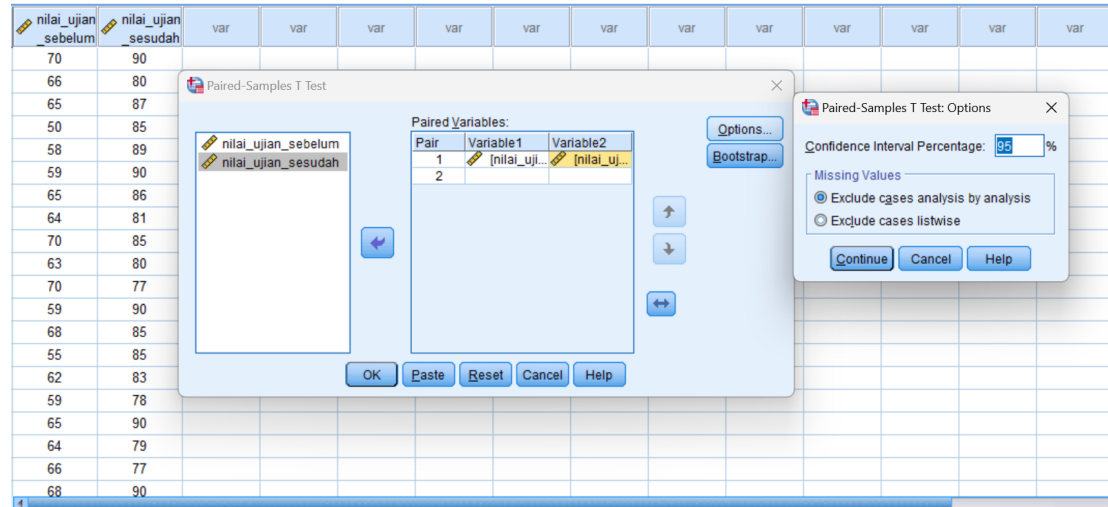 nilai_ujian_sebelum nilai_ujian_sesudah var var var var var var var var var var var var
70 90
66 80
65 87
50 85
58 89
59 90
65 86
64 81
70 85
63 80
70 77
59 90
68 85
55 85
62 83
59 78
65 90
64 79
66 77
68 90
Paired-Samples T Test
nilai_ujian_sebelum
nilai_ujian_sesudah
Paired Variables:
Pair Variable1 Variable2
1 [nilai_uji... [nilai_uj...
2
Options...
Bootstrap...
OK Paste Reset Cancel Help
Paired-Samples T Test: Options
Confidence Interval Percentage: 95 %
Missing Values
Exclude cases analysis by analysis
Exclude cases listwise
Continue Cancel Help